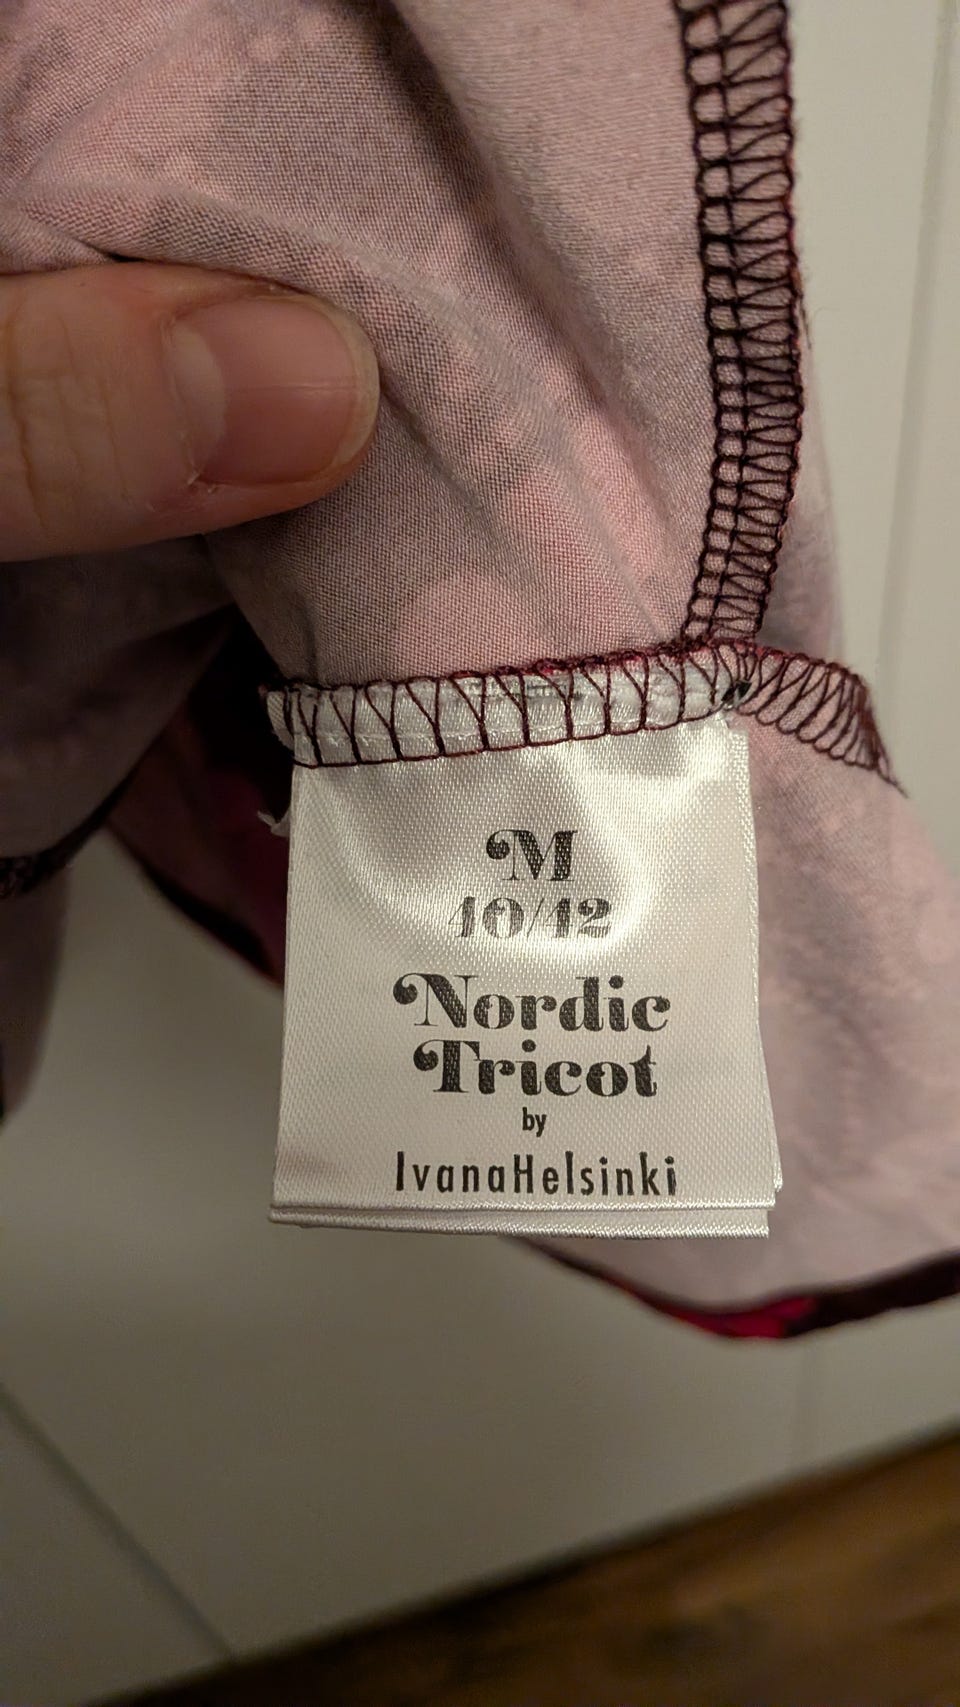 M
40/42
Nordic
Tricot
by
IvanaHelsinki